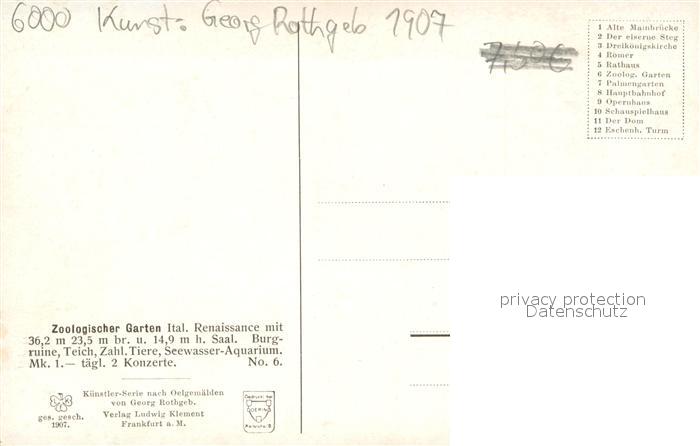 6000 Kunst: Georg Rothgeb 1907
7,50 €
1 Alte Mainbrücke
2 Der eiserne Steg
3 Dreikönigskirche
4 Römer
5 Rathaus
6 Zoolog. Garten
7 Palmengarten
8 Hauptbahnhof
9 Opernhaus
10 Schauspielhaus
11 Der Dom
12 Eschenh. Turm
privacy protection
Datenschutz
Zoologischer Garten Ital. Renaissance mit
36,2 m 23,5 m br. u. 14,9 m h. Saal. Burg-
ruine, Teich, Zahl. Tiere, Seewasser-Aquarium.
Mk. 1.— tägl. 2 Konzerte. No. 6.
ges. gesch.
1907.
Künstler-Serie nach Oelgemälden
von Georg Rothgeb.
Verlag Ludwig Klement
Frankfurt a. M.